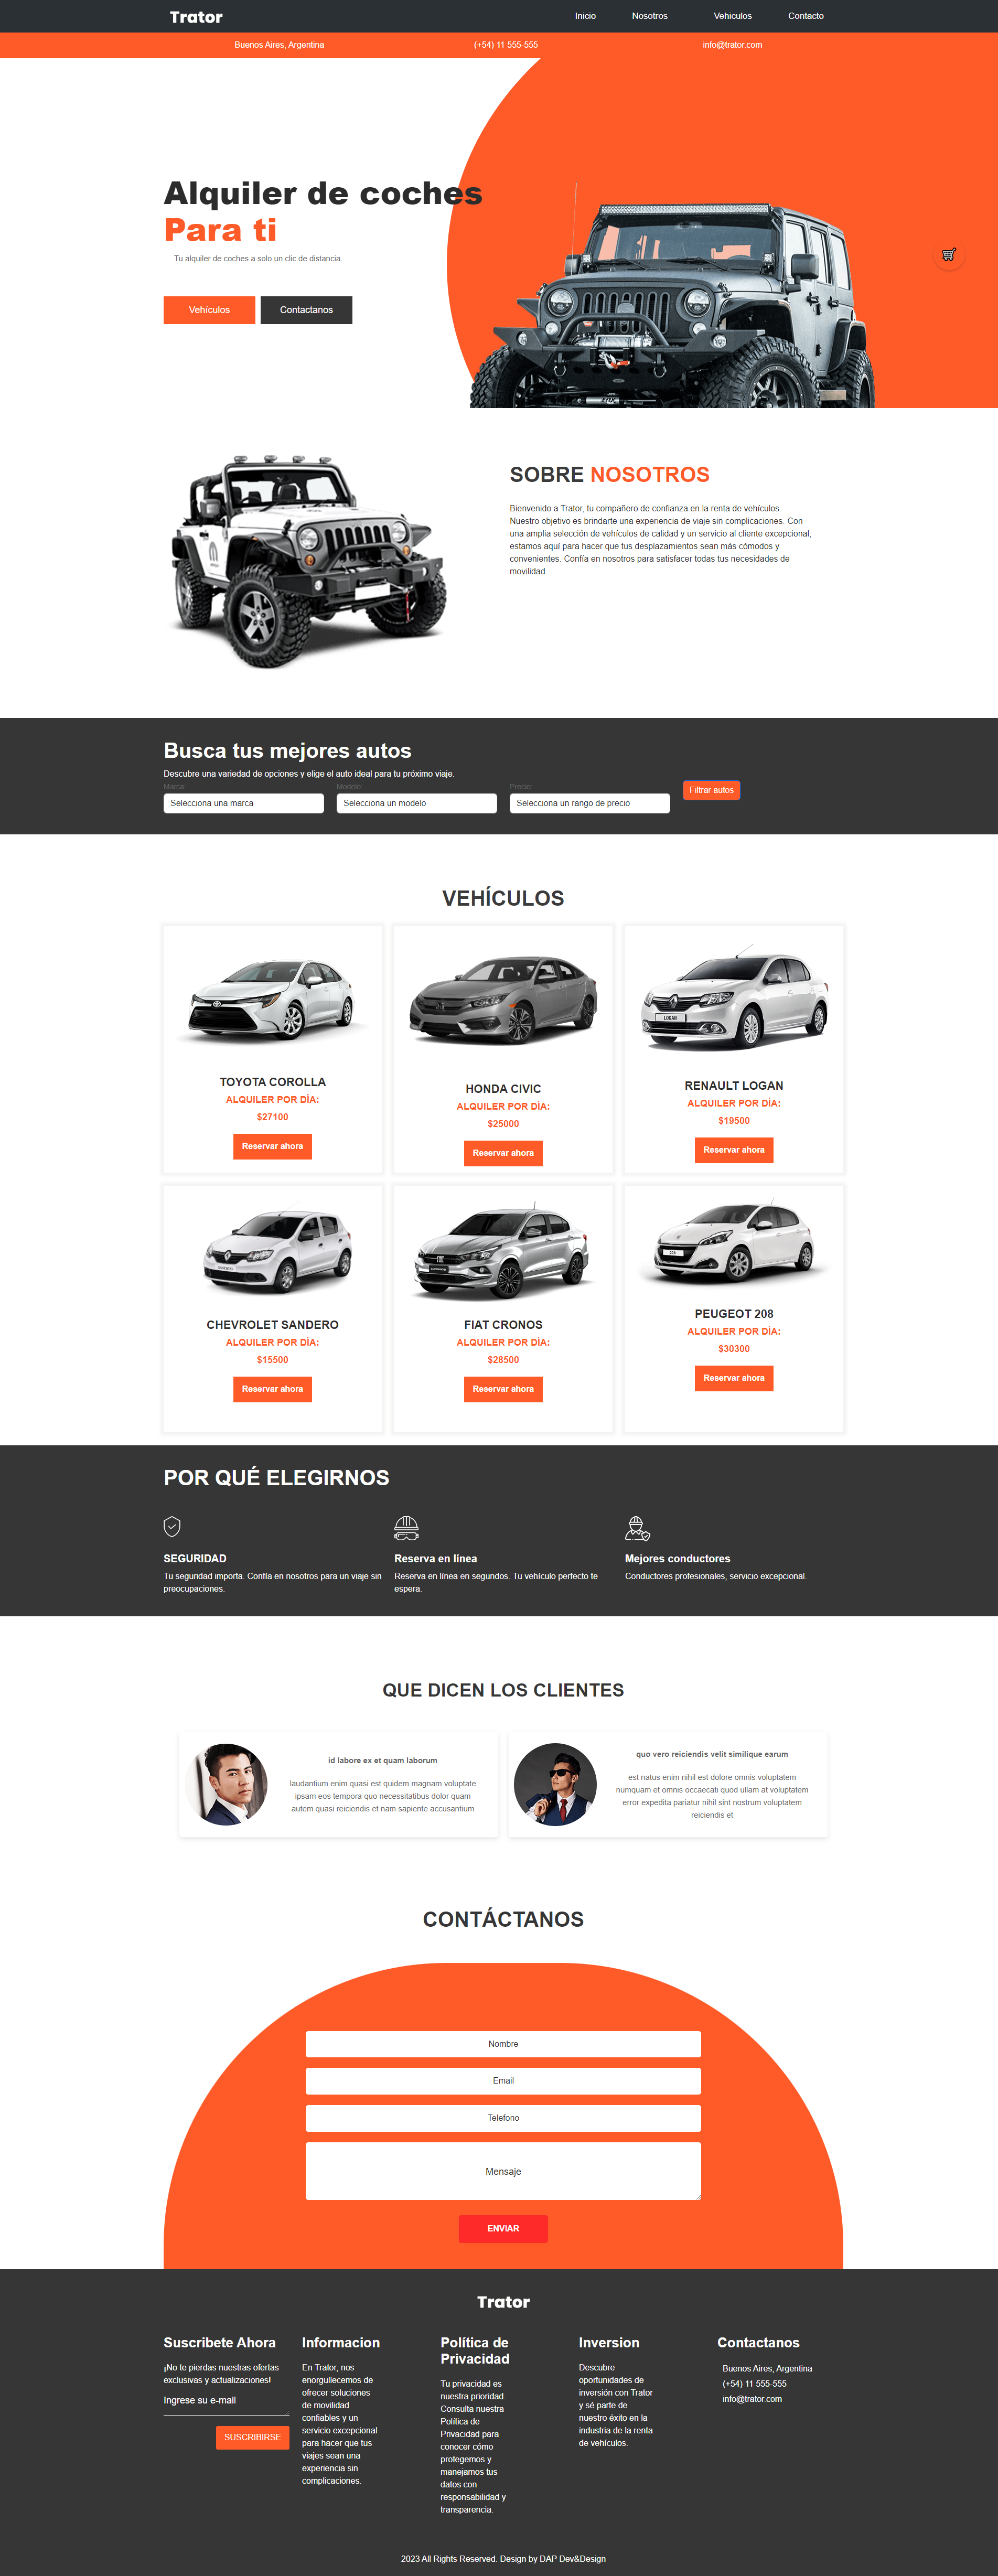 Trator
Inicio
Nosotros
Vehiculos
Contacto
Buenos Aires, Argentina
(+54) 11 555-555
info@trator.com
Alquiler de coches
Para ti
Tu alquiler de coches a solo un clic de distancia.
Vehículos
Contactanos
SOBRE NOSOTROS
Bienvenido a Trator, tu compañero de confianza en la renta de vehículos.
Nuestro objetivo es brindarte una experiencia de viaje sin complicaciones. Con
una amplia selección de vehículos de calidad y un servicio al cliente excepcional,
estamos aquí para hacer que tus desplazamientos sean más cómodos y
convenientes. Confía en nosotros para satisfacer todas tus necesidades de
movilidad.
Busca tus mejores autos
Descubre una variedad de opciones y elige el auto ideal para tu próximo viaje.
Marca:
Selecciona una marca
Modelo:
Selecciona un modelo
Precio:
Selecciona un rango de precio
Filtrar autos
VEHÍCULOS
TOYOTA COROLLA
ALQUILER POR DÍA:
$27100
Reservar ahora
HONDA CIVIC
ALQUILER POR DÍA:
$25000
Reservar ahora
LOGAN
RENAULT LOGAN
ALQUILER POR DÍA:
$19500
Reservar ahora
CHEVROLET SANDERO
ALQUILER POR DÍA:
$15500
Reservar ahora
FIAT CRONOS
ALQUILER POR DÍA:
$28500
Reservar ahora
208
PEUGEOT 208
ALQUILER POR DÍA:
$30300
Reservar ahora
POR QUÉ ELEGIRNOS
SEGURIDAD
Tu seguridad importa. Confía en nosotros para un viaje sin
preocupaciones.
Reserva en línea
Reserva en línea en segundos. Tu vehículo perfecto te
espera.
Mejores conductores
Conductores profesionales, servicio excepcional.
QUE DICEN LOS CLIENTES
id labore ex et quam laborum
laudantium enim quasi est quidem magnam voluptate
ipsam eos tempora quo necessitatibus dolor quam
autem quasi reiciendis et nam sapiente accusantium
quo vero reiciendis velit similique earum
est natus enim nihil est dolore omnis voluptatem
numquam et omnis occaecati quod ullam at voluptatem
error expedita pariatur nihil sint nostrum voluptatem
reiciendis et
CONTÁCTANOS
Nombre
Email
Telefono
Mensaje
ENVIAR
Trator
Suscribete Ahora
¡No te pierdas nuestras ofertas
exclusivas y actualizaciones!
Ingrese su e-mail
SUSCRIBIRSE
Informacion
En Trator, nos
enorgullecemos de
ofrecer soluciones
de movilidad
confiables y un
servicio excepcional
para hacer que tus
viajes sean una
experiencia sin
complicaciones.
Política de
Privacidad
Tu privacidad es
nuestra prioridad.
Consulta nuestra
Política de
Privacidad para
conocer cómo
protegemos y
manejamos tus
datos con
responsabilidad y
transparencia.
Inversion
Descubre
oportunidades de
inversión con Trator
y sé parte de
nuestro éxito en la
industria de la renta
de vehículos.
Contactanos
Buenos Aires, Argentina
(+54) 11 555-555
info@trator.com
2023 All Rights Reserved. Design by DAP Dev&Design